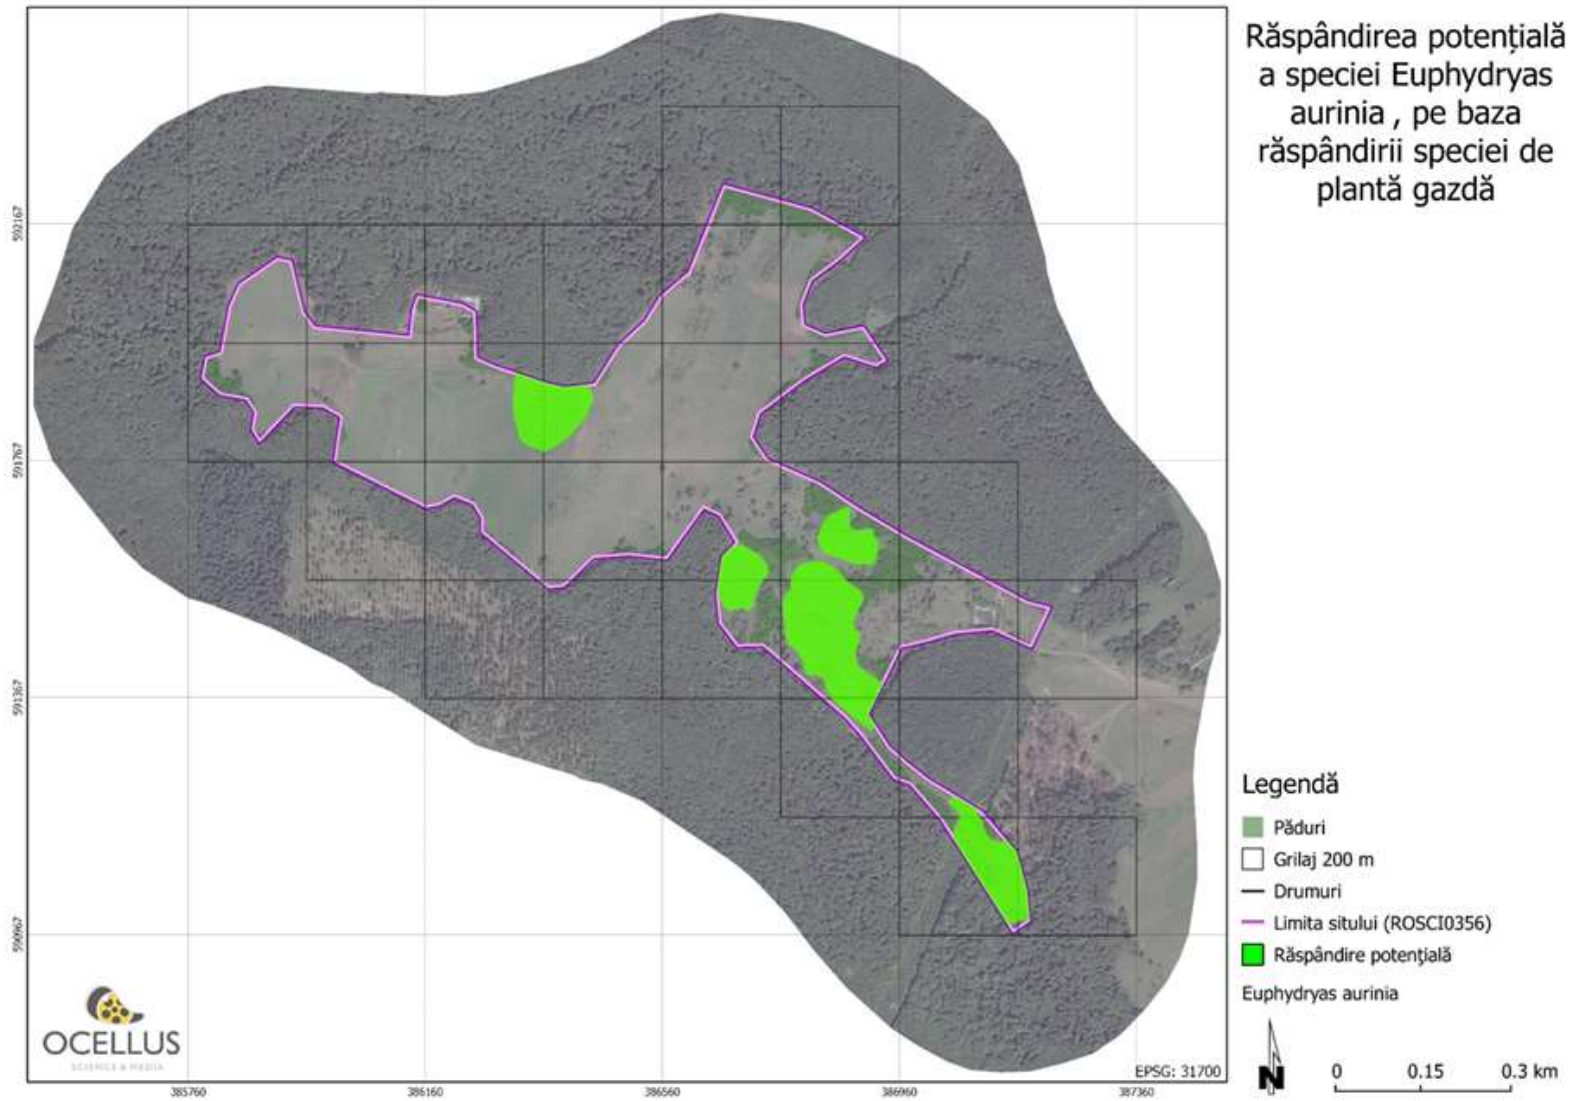 Răspândirea potențială
a speciei Euphydryas
aurinia , pe baza
răspândirii speciei de
plantă gazdă
592167
591767
591367
590967
385760
386160
386560
386960
387360
EPSG: 31700
OCELLUS
SCIENCE & MEDIA
Legendă
Păduri
Grilaj 200 m
Drumuri
Limita sitului (ROSCI0356)
Răspândire potențială
Euphydryas aurinia
N
0 0.15 0.3 km